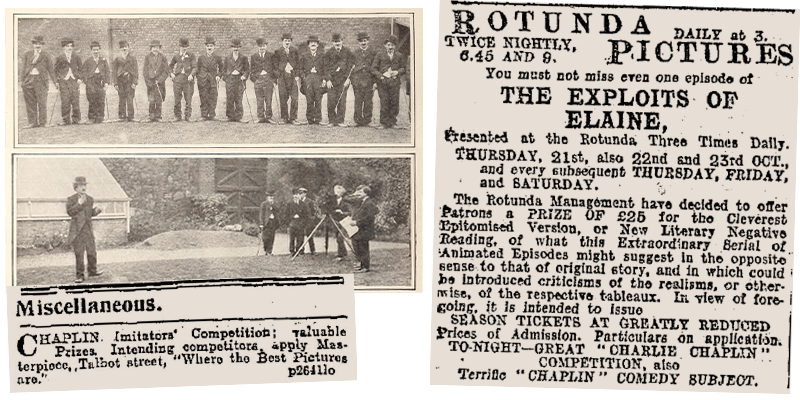 Miscellaneous.
CHAPLIN Imitators' Competition; valuable
Prizes. Intending competitors, apply Mas-
terpiece, Talbot street, "Where the Best Pictures
are."   p26411o
ROTUNDA DAILY at 3.
TWICE NIGHTLY,
6.45 AND 9. PICTURES
You must not miss even one episode of
THE EXPLOITS OF
ELAINE,
Presented at the Rotunda Three Times Daily.
THURSDAY, 21st, also 22nd and 23rd OCT.,
and every subsequent THURSDAY, FRIDAY,
and SATURDAY.
The Rotunda Management have decided to offer
Patrons a PRIZE OF £25 for the Cleverest
Epitomised Version, or New Literary Negative
Reading, of what this Extraordinary Serial of
Animated Episodes might suggest in the opposite
sense to that of original story, and in which could
be introduced criticisms of the realisms, or other-
wise, of the respective tableaux. In view of fore-
going, it is intended to issue
SEASON TICKETS AT GREATLY REDUCED
Prices of Admission. Particulars on application.
TO-NIGHT—GREAT "CHARLIE CHAPLIN"
COMPETITION, also
Terrific "CHAPLIN" COMEDY SUBJECT.